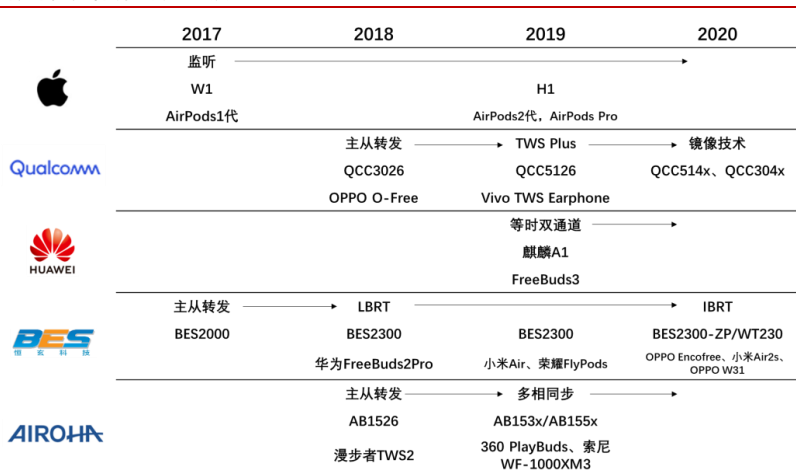 2017 2018 2019 2020
监听
W1 H1
AirPods1代 AirPods2代，AirPods Pro
主从转发 TWS Plus 镜像技术
Qualcomm
QCC3026 QCC5126 QCC514x、QCC304x
OPPO O-Free Vivo TWS Earphone
等时双通道
麒麟A1
HUAWEI
FreeBuds3
主从转发 LBRT IBRT
BES
恒玄科技
BES2000 BES2300 BES2300 BES2300-ZP/WT230
华为FreeBuds2Pro 小米Air、荣耀FlyPods OPPO Encofree、小米Air2s、
OPPO W31
主从转发 多相同步
AIROHA
AB1526 AB153x/AB155x
漫步者TWS2 360 PlayBuds、索尼
WF-1000XM3